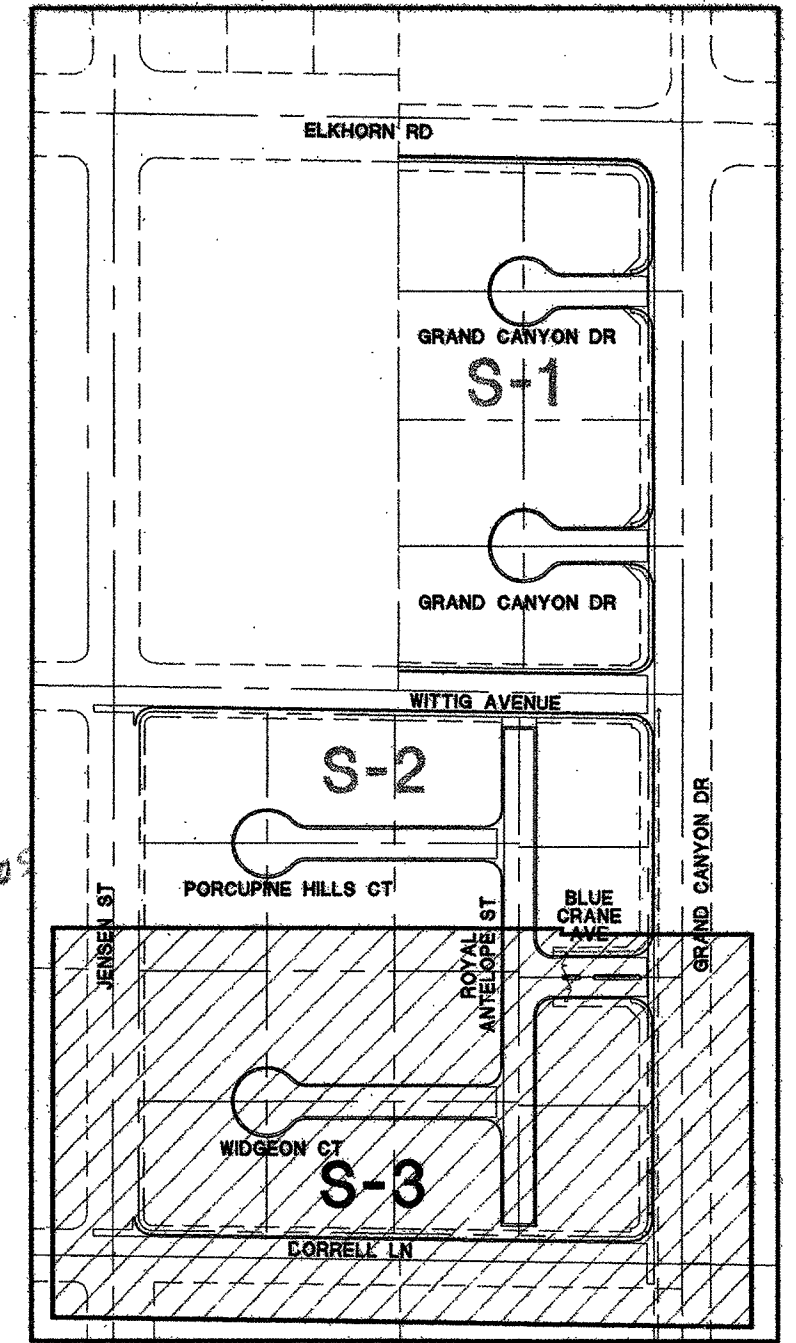 ELKHORN RD
GRAND CANYON DR
S-1
GRAND CANYON DR
WITTIG AVENUE
S-2
GRAND CANYON DR
PORCUPINE HILLS CT
JENSEN ST
BLUE
CRANE
AVE
ROYAL
ANTELOPE ST
WIDGEON CT
S-3
CORRELL LN